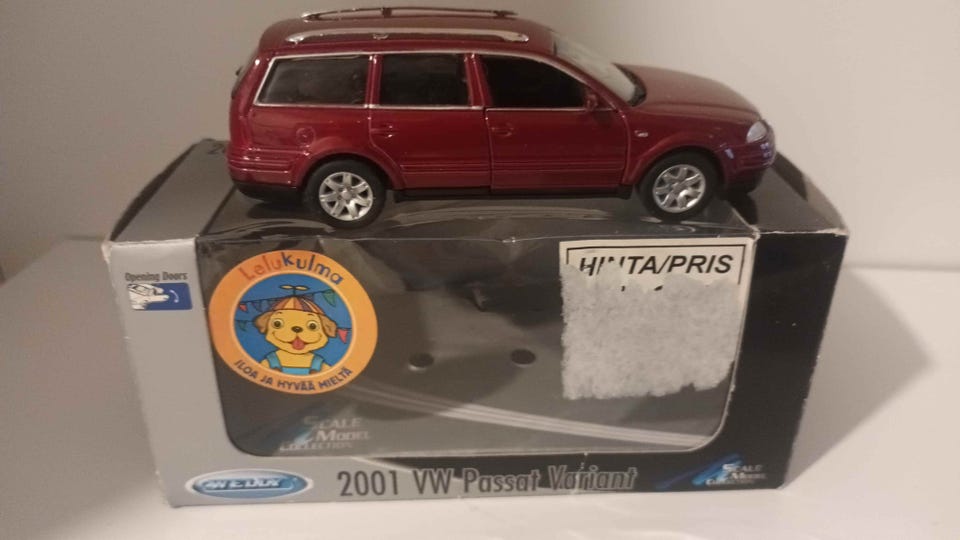 Opening Doors
Lelukulma
ILOA JA HYVÄÄ MIELTÄ
HINTA/PRIS
SCALE
MODEL
COLLECTION
WELLY
2001 VW Passat Variant
SCALE
MODEL
COLLECTION